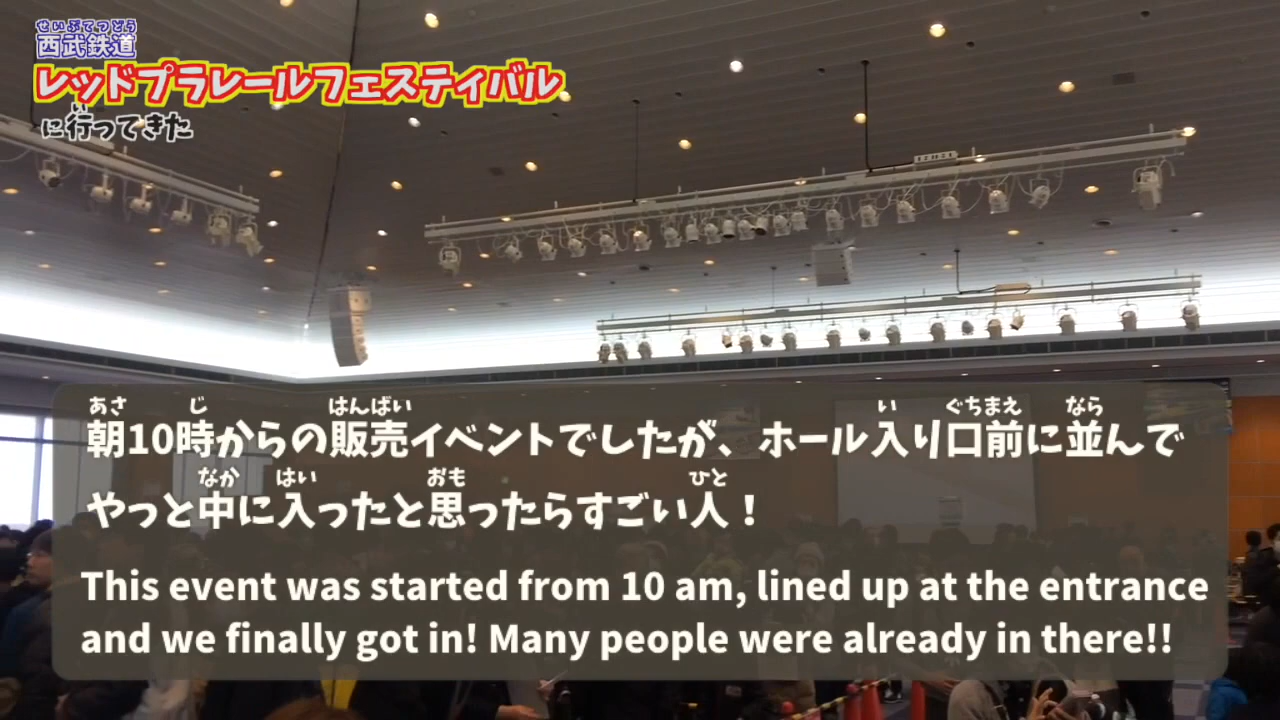 せいぶてつどう
西武鉄道
レッドプラレールフェスティバル
い
に行ってきた
あさ じ はんばい い ぐちまえ なら
朝10時からの販売イベントでしたが、ホール入り口前に並んで
なか はい おも ひと
やっと中に入ったと思ったらすごい人！
This event was started from 10 am, lined up at the entrance
and we finally got in! Many people were already in there!!